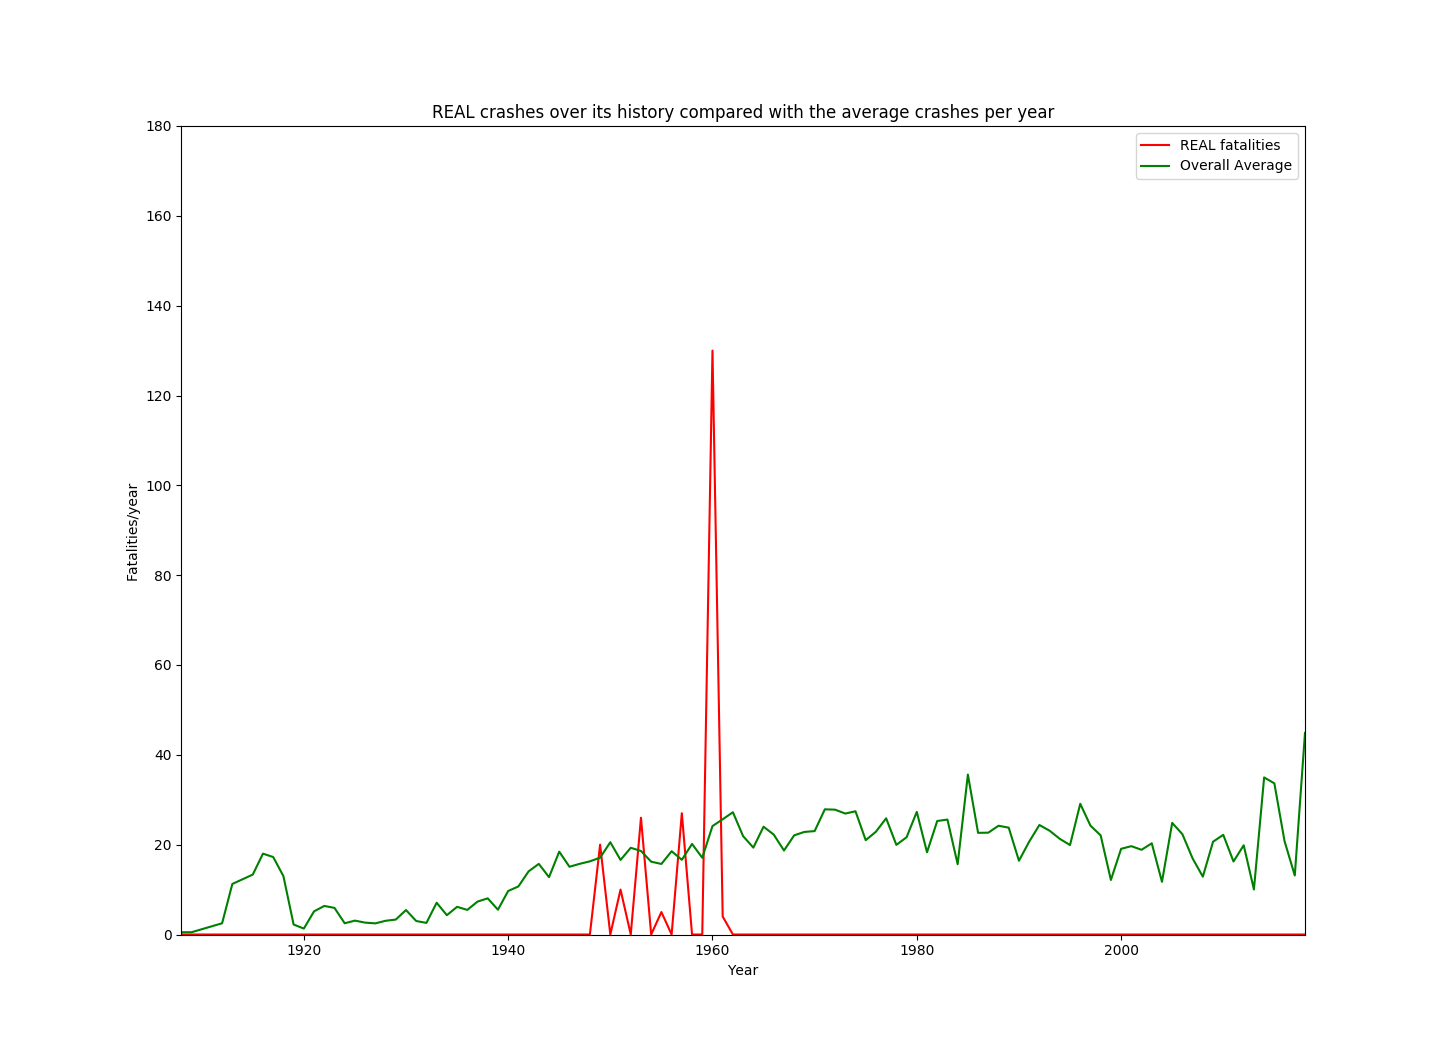 REAL crashes over its history compared with the average crashes per year
180
160
140
120
100
80
60
40
20
0
Fatalities/year
REAL fatalities
Overall Average
1920 1940 1960 1980 2000
Year